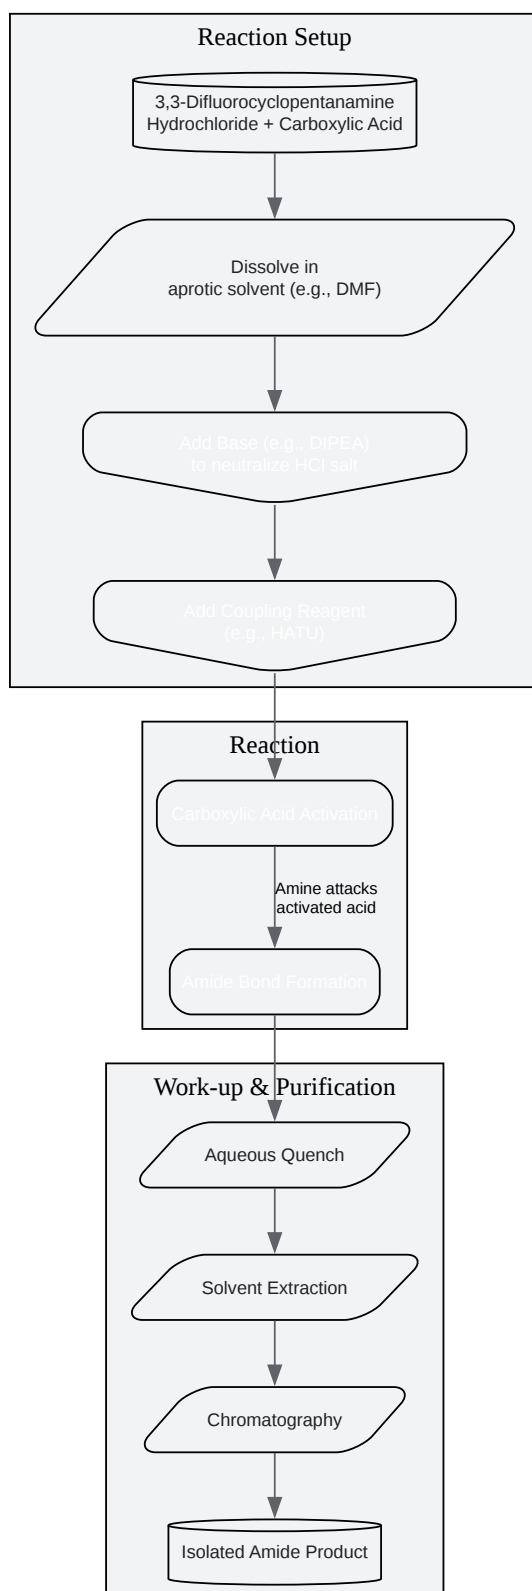 Reaction Setup
3,3-Difluorocyclopentanamine
Hydrochloride + Carboxylic Acid
Dissolve in
aprotic solvent (e.g., DMF)
Add Base (e.g., DIPEA)
to neutralize HCl salt
Add Coupling Reagent
(e.g., HATU)
Reaction
Carboxylic Acid Activation
Amine attacks
activated acid
Amide Bond Formation
Work-up & Purification
Aqueous Quench
Solvent Extraction
Chromatography
Isolated Amide Product